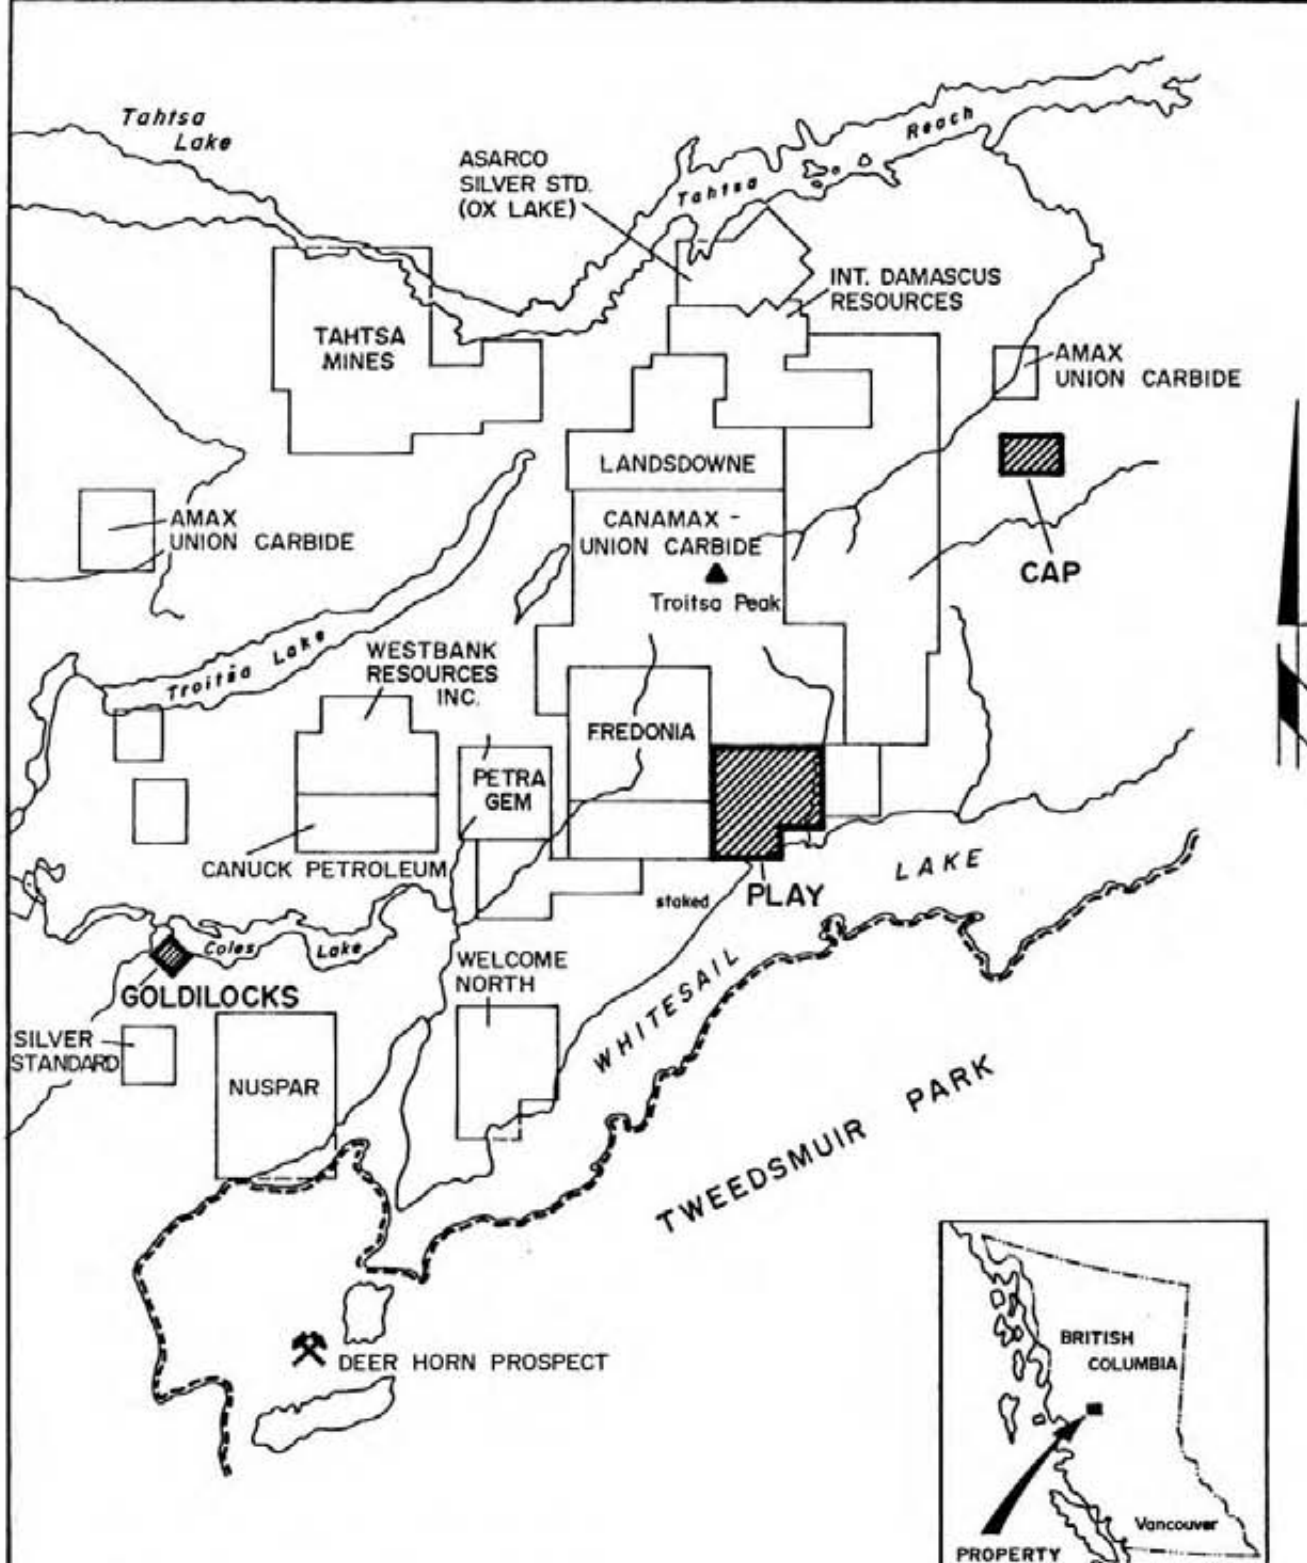 Tahtsa
Lake
Reach
Tahtsa
ASARCO
SILVER STD.
(OX LAKE)
INT. DAMASCUS
RESOURCES
TAHTSA
MINES
AMAX
UNION CARBIDE
LANDSDOWNE
AMAX
UNION CARBIDE
CANAMAX -
UNION CARBIDE
CAP
Troitsa Peak
Troitsa Lake
WESTBANK
RESOURCES
INC.
FREDONIA
PETRA
GEM
CANUCK PETROLEUM
LAKE
PLAY
staked
Coles Lake
GOLDILOCKS
WELCOME
NORTH
WHITESAIL
SILVER
STANDARD
NUSPAR
TWEEDSMUIR PARK
DEER HORN PROSPECT
BRITISH
COLUMBIA
Vancouver
PROPERTY